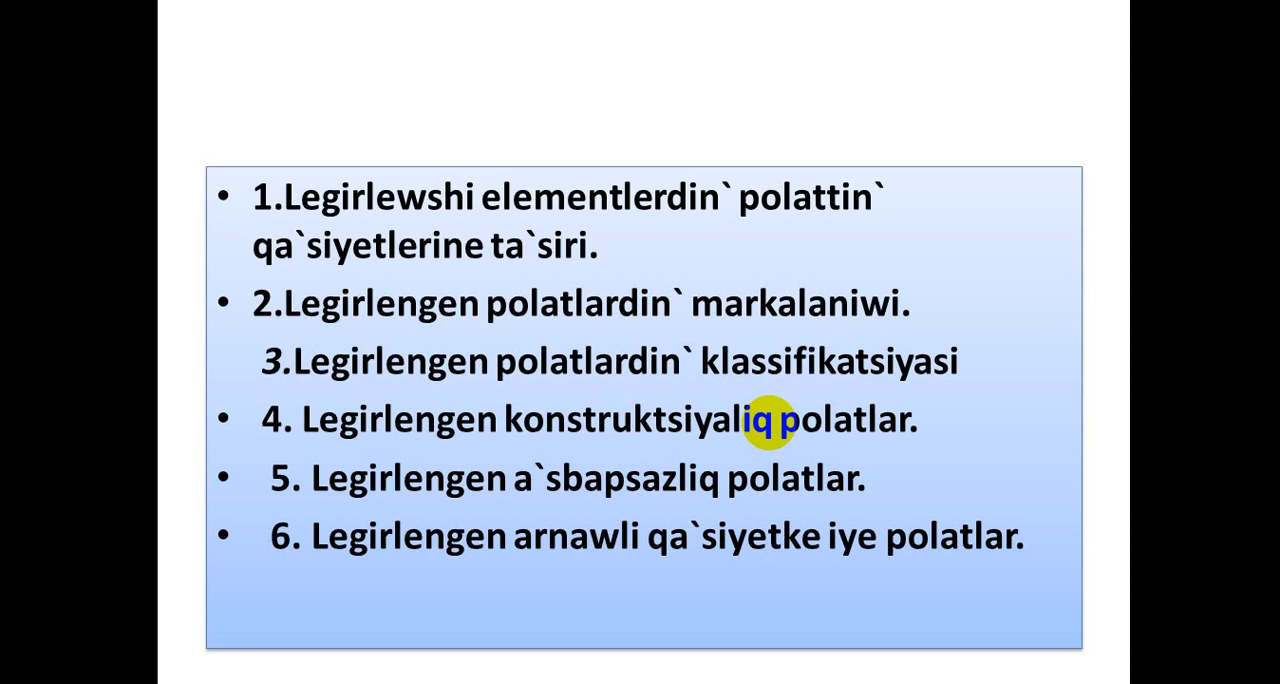 • 1.Legirlewshi elementlerdin` polattin`
qa`siyetlerine ta`siri.
• 2.Legirlengen polatlardin` markalaniwi.
3.Legirlengen polatlardin` klassifikatsiyasi
• 4. Legirlengen konstruktsiyaliq polatlar.
• 5. Legirlengen a`sbapsazliq polatlar.
• 6. Legirlengen arnawli qa`siyetke iye polatlar.